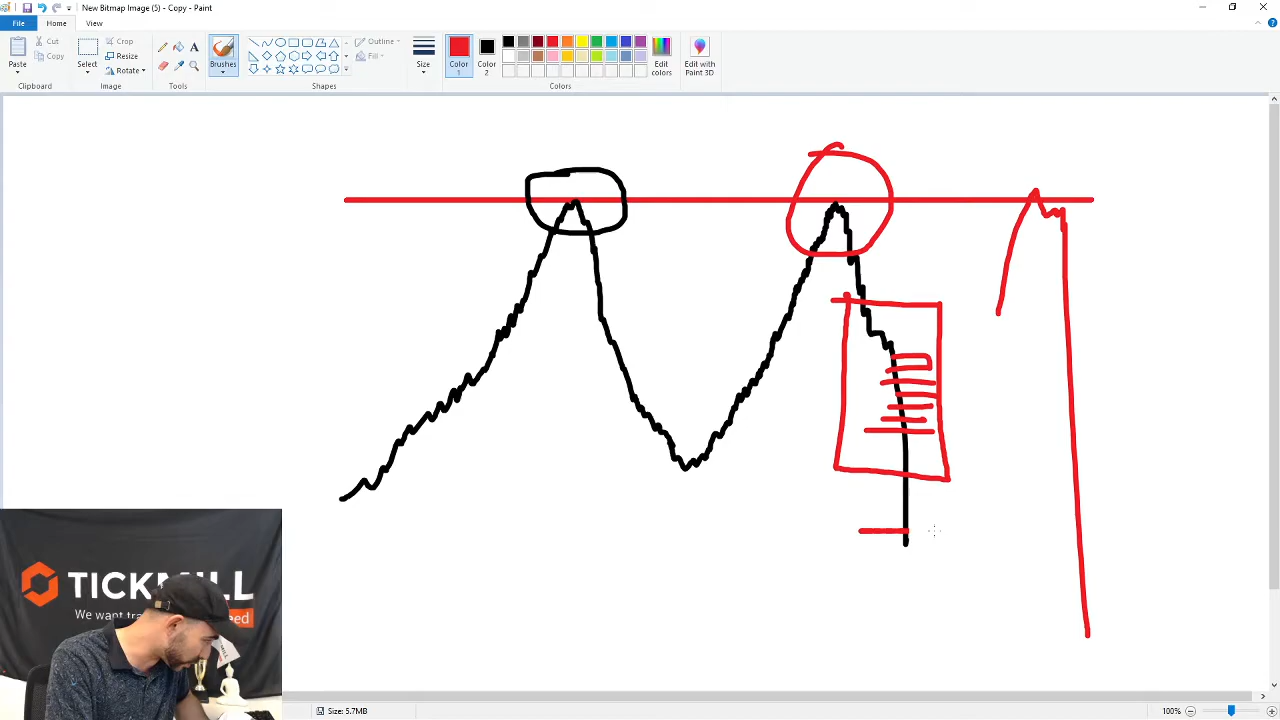 New Bitmap Image (5) - Copy - Paint
File Home View
Paste
Cut
Copy
Clipboard
Select
Crop
Resize
Rotate
Image
A
Tools
Brushes
Shapes
Outline
Fill
Size
Color 1
Color 2
Edit colors
Colors
Edit with Paint 3D
TICKMILL
We want tra eed
Size: 5.7MB
100%